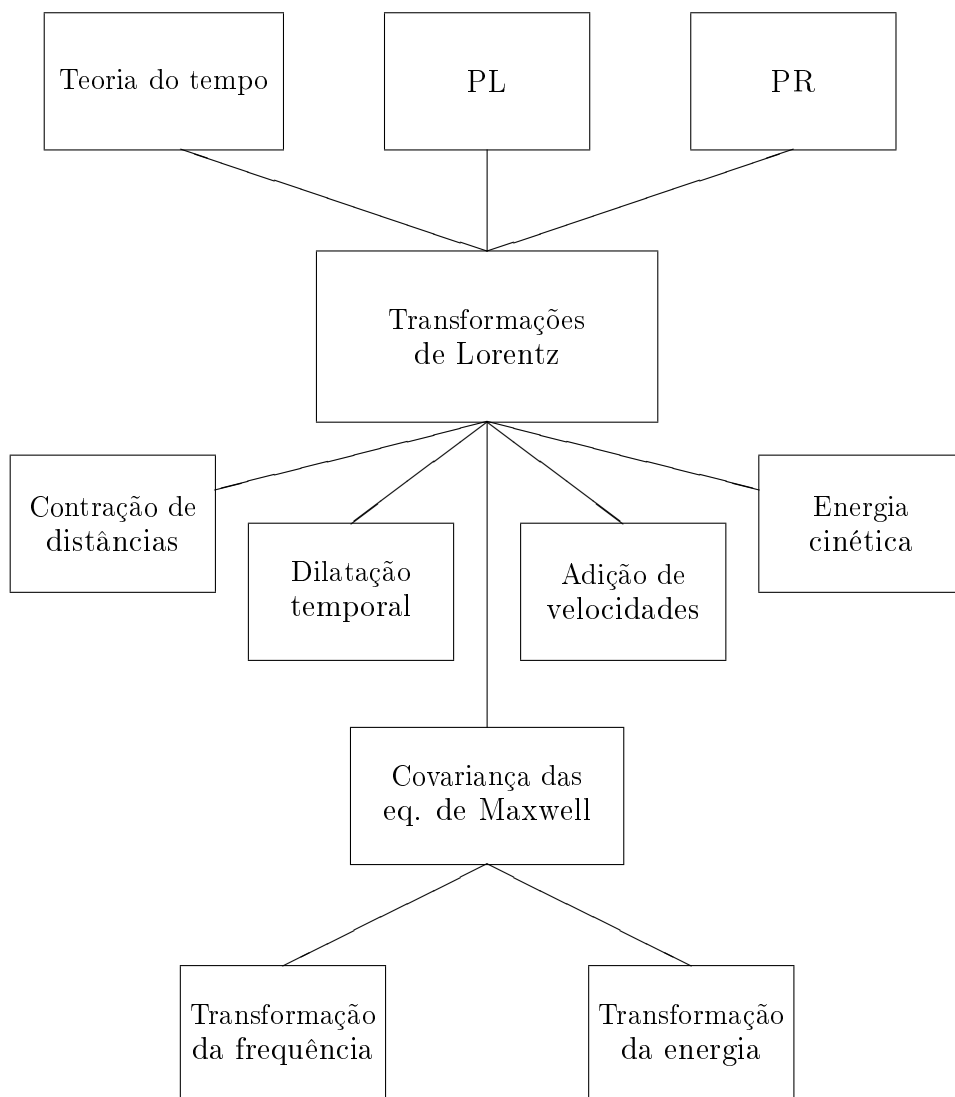 Teoria do tempo
PL
PR
Transformações
de Lorentz
Contração de
distâncias
Dilatação
temporal
Adição de
velocidades
Energia
cinética
Covariança das
eq. de Maxwell
Transformação
da frequência
Transformação
da energia